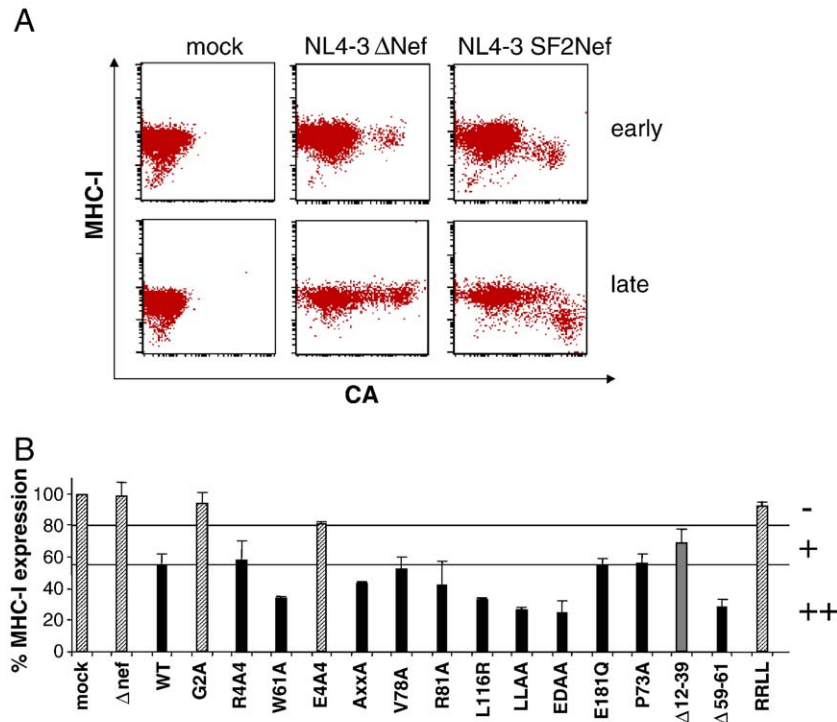 A
mock NL4-3 ΔNef NL4-3 SF2Nef
early
late
MHC-I
CA
B
% MHC-I expression
100
80
60
40
20
0
-
+
++
mock
Δnef
WT
G2A
R4A4
W61A
E4A4
AxxA
V78A
R81A
L116R
LLAA
EDAA
E181Q
P73A
Δ12-39
Δ59-61
RRLL